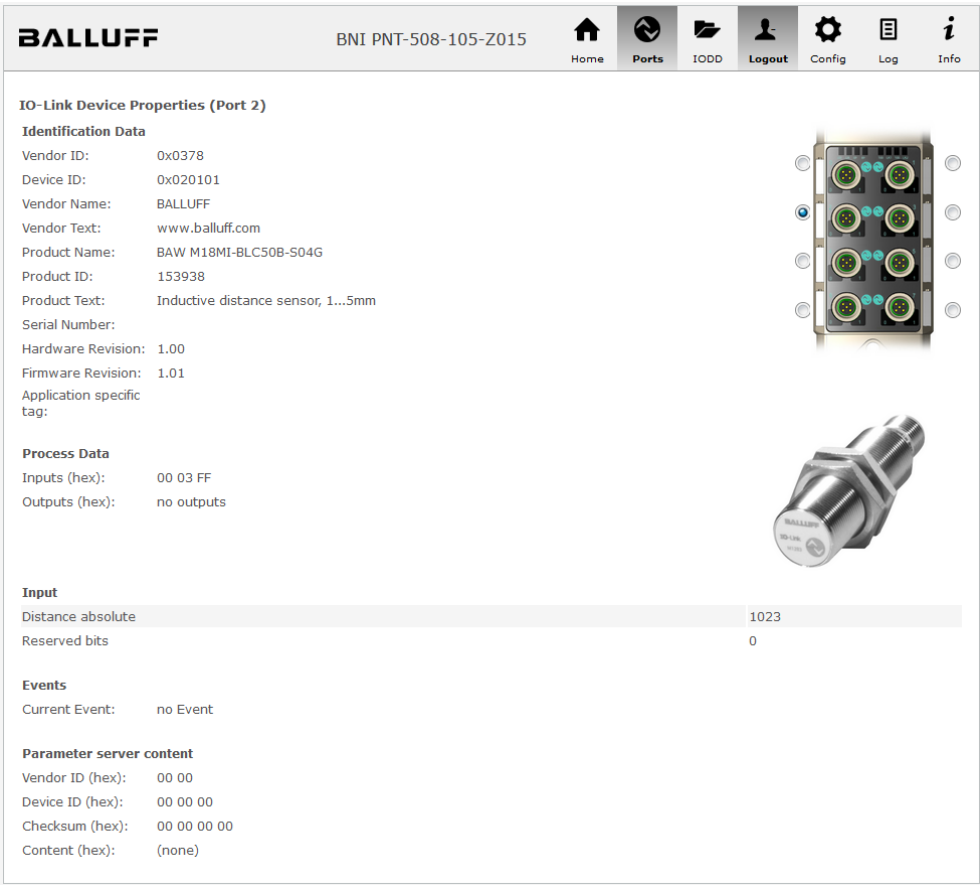 BALLUFF
BNI PNT-508-105-Z015
Home
Ports
IODD
Logout
Config
Log
Info
IO-Link Device Properties (Port 2)
Identification Data
Vendor ID: 0x0378
Device ID: 0x020101
Vendor Name: BALLUFF
Vendor Text: www.balluff.com
Product Name: BAW M18MI-BLC50B-S04G
Product ID: 153938
Product Text: Inductive distance sensor, 1...5mm
Serial Number:
Hardware Revision: 1.00
Firmware Revision: 1.01
Application specific
tag:
Process Data
Inputs (hex): 00 03 FF
Outputs (hex): no outputs
BALLUFF
IO-Link
Input
Distance absolute 1023
Reserved bits 0
Events
Current Event: no Event
Parameter server content
Vendor ID (hex): 00 00
Device ID (hex): 00 00 00
Checksum (hex): 00 00 00 00
Content (hex): (none)